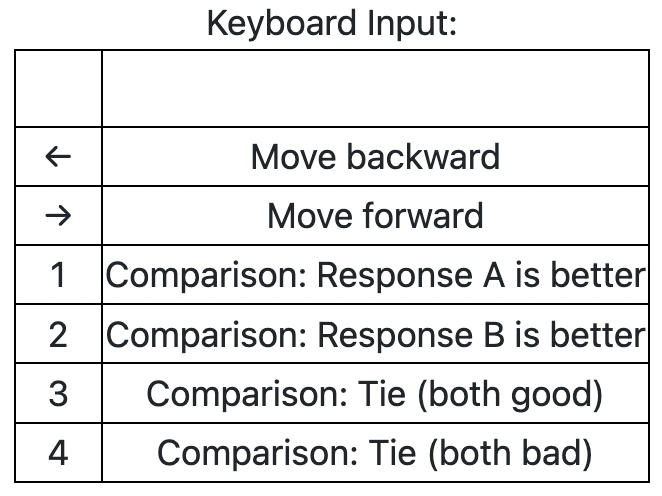 Keyboard Input:
← Move backward
→ Move forward
1 Comparison: Response A is better
2 Comparison: Response B is better
3 Comparison: Tie (both good)
4 Comparison: Tie (both bad)